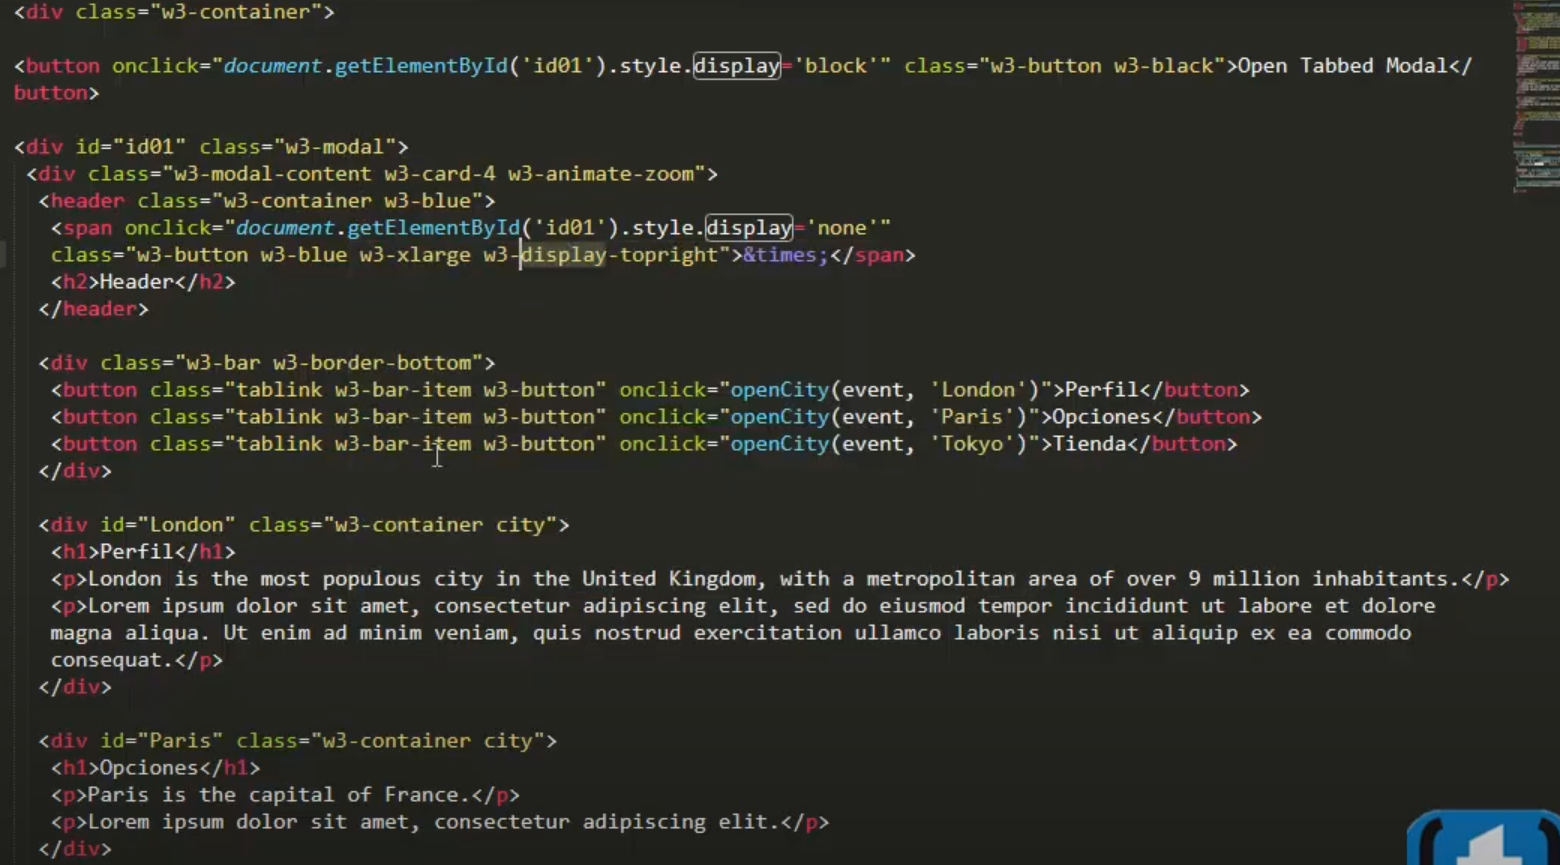 <div class="w3-container">
<button onclick="document.getElementById('id01').style.display='block'" class="w3-button w3-black">Open Tabbed Modal</
button>
<div id="id01" class="w3-modal">
<div class="w3-modal-content w3-card-4 w3-animate-zoom">
<header class="w3-container w3-blue">
<span onclick="document.getElementById('id01').style.display='none'"
class="w3-button w3-blue w3-xlarge w3-display-topright">&times;</span>
<h2>Header</h2>
</header>
<div class="w3-bar w3-border-bottom">
<button class="tablink w3-bar-item w3-button" onclick="openCity(event, 'London')">Perfil</button>
<button class="tablink w3-bar-item w3-button" onclick="openCity(event, 'Paris')">Opciones</button>
<button class="tablink w3-bar-item w3-button" onclick="openCity(event, 'Tokyo')">Tienda</button>
</div>
<div id="London" class="w3-container city">
<h1>Perfil</h1>
<p>London is the most populous city in the United Kingdom, with a metropolitan area of over 9 million inhabitants.</p>
<p>Lorem ipsum dolor sit amet, consectetur adipiscing elit, sed do eiusmod tempor incididunt ut labore et dolore
magna aliqua. Ut enim ad minim veniam, quis nostrud exercitation ullamco laboris nisi ut aliquip ex ea commodo
consequat.</p>
</div>
<div id="Paris" class="w3-container city">
<h1>Opciones</h1>
<p>Paris is the capital of France.</p>
<p>Lorem ipsum dolor sit amet, consectetur adipiscing elit.</p>
</div>